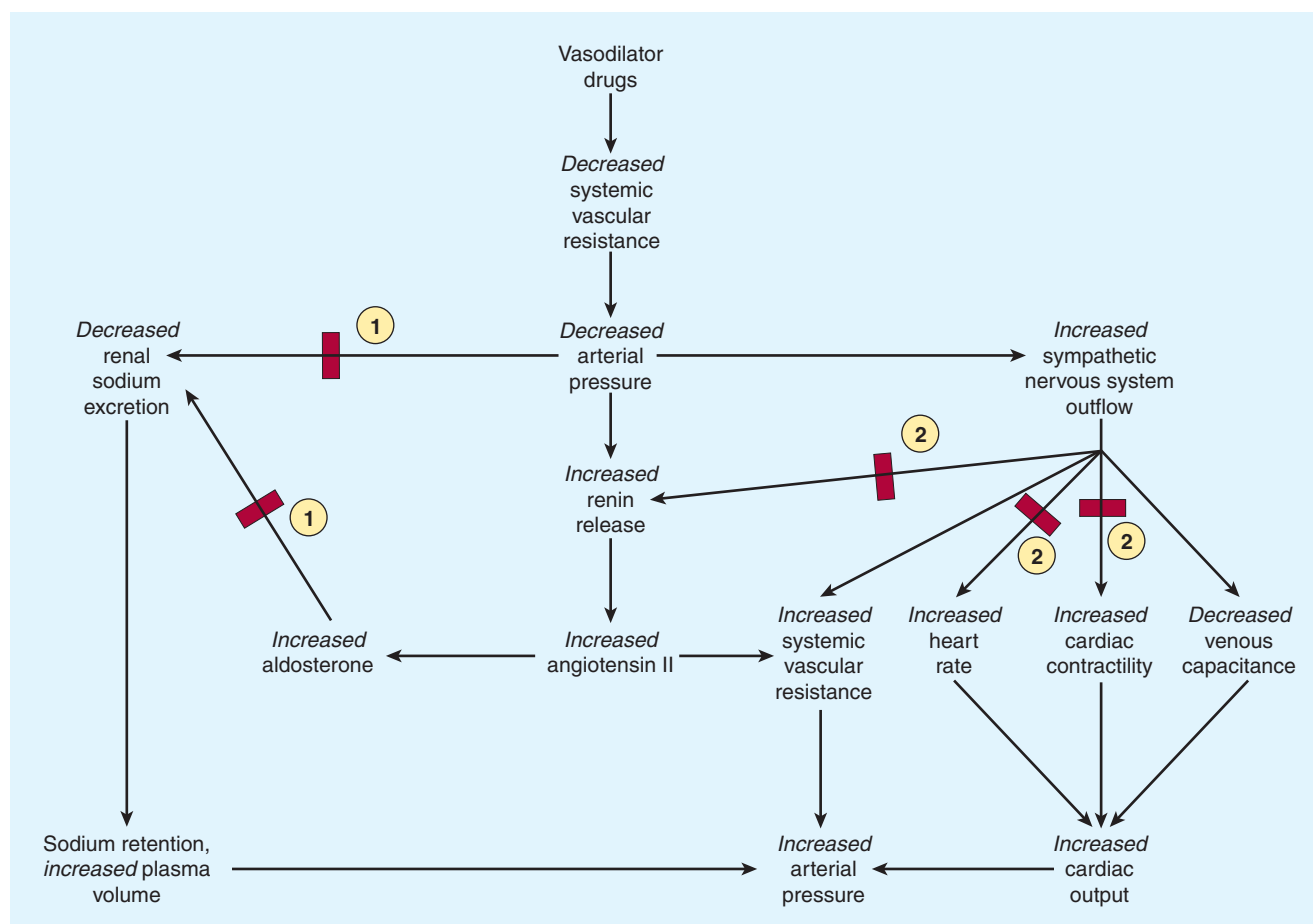 Vasodilator
drugs
Decreased
systemic
vascular
resistance
Decreased
renal
sodium
excretion
1
Decreased
arterial
pressure
Increased
sympathetic
nervous system
outflow
2
Increased
renin
release
1
2
2
Increased
aldosterone
Increased
angiotensin II
Increased
systemic
vascular
resistance
Increased
heart
rate
Increased
cardiac
contractility
Decreased
venous
capacitance
Sodium retention,
increased plasma
volume
Increased
arterial
pressure
Increased
cardiac
output